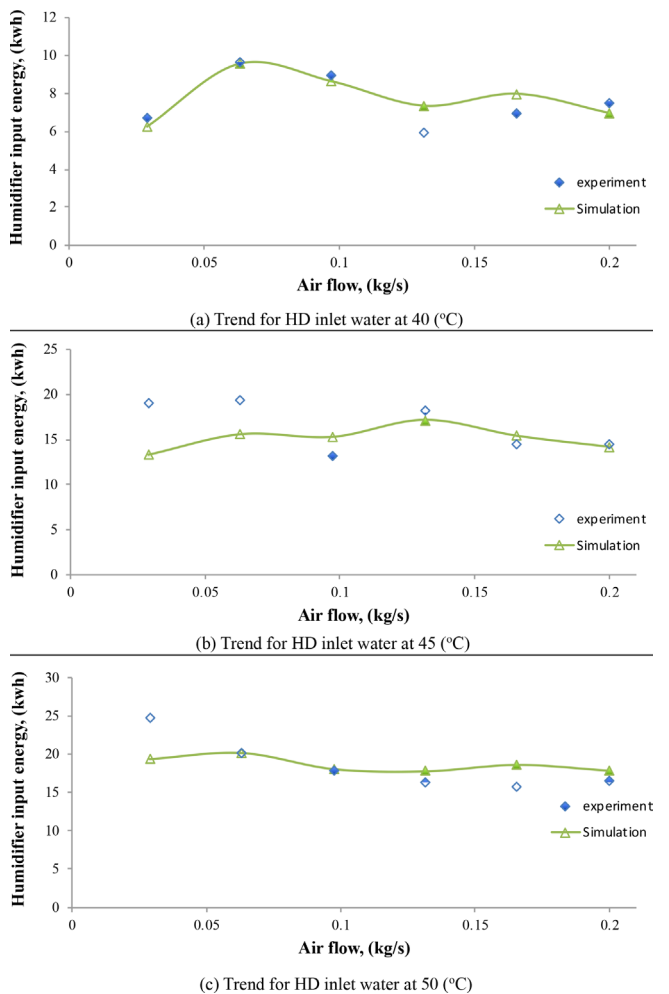 Humidifier input energy, (kwh)
12
10
8
6
4
2
0
0
0.05
0.1
0.15
0.2
experiment
Simulation
Air flow, (kg/s)
(a) Trend for HD inlet water at 40 (°C)
Humidifier input energy, (kwh)
25
20
15
10
5
0
0
0.05
0.1
0.15
0.2
experiment
Simulation
Air flow, (kg/s)
(b) Trend for HD inlet water at 45 (°C)
Humidifier input energy, (kwh)
30
25
20
15
10
5
0
0
0.05
0.1
0.15
0.2
experiment
Simulation
Air flow, (kg/s)
(c) Trend for HD inlet water at 50 (°C)